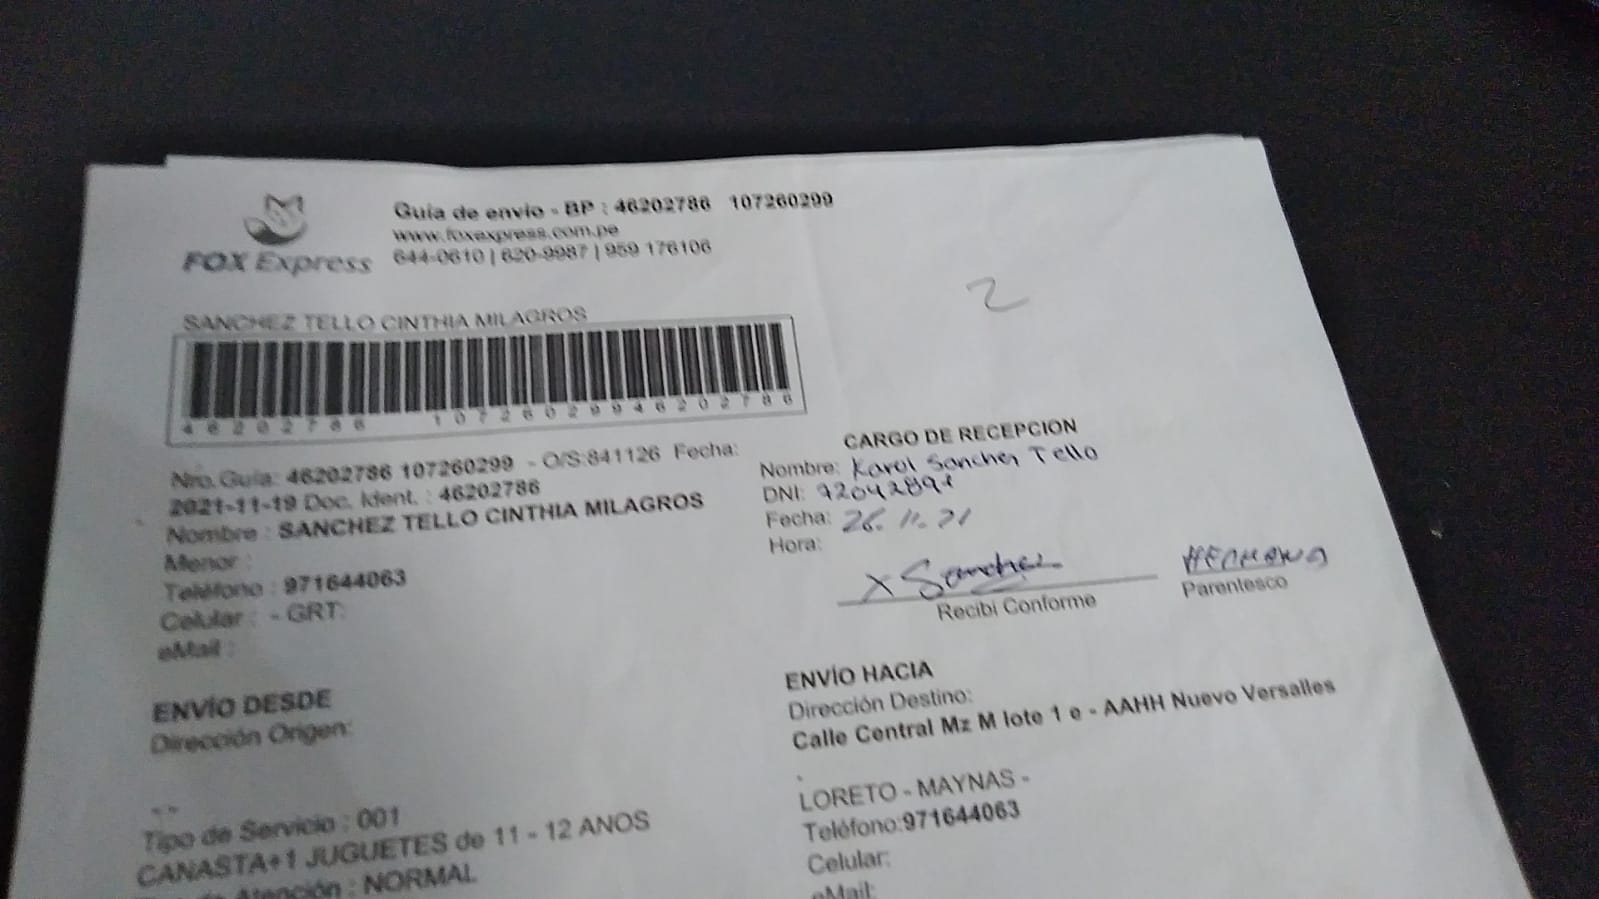 FOX Express
Guía de envío - BP : 46202786 107260299
www.foxexpress.com.pe
644-0610 | 620-9987 | 959 176106
2
SANCHEZ TELLO CINTHIA MILAGROS
46202786 10726029946202786
Nro. Guía: 46202786 107260299 - O/S:841126 Fecha:
2021-11-19 Doc. Ident. : 46202786
Nombre : SANCHEZ TELLO CINTHIA MILAGROS
Menor :
Teléfono : 971644063
Celular : - GRT:
eMail :
CARGO DE RECEPCION
Nombre: Karol Sanchez Tello
DNI:
Fecha: 26.11.21
Hora:
X Sanchez
Recibí Conforme
Hermano
Parentesco
ENVÍO DESDE
Dirección Origen:
- -
Tipo de Servicio : 001
CANASTA+1 JUGUETES de 11 - 12 ANOS
Atención : NORMAL
ENVÍO HACIA
Dirección Destino:
Calle Central Mz M lote 1 e - AAHH Nuevo Versalles
.
LORETO - MAYNAS -
Teléfono:971644063
Celular:
eMail: